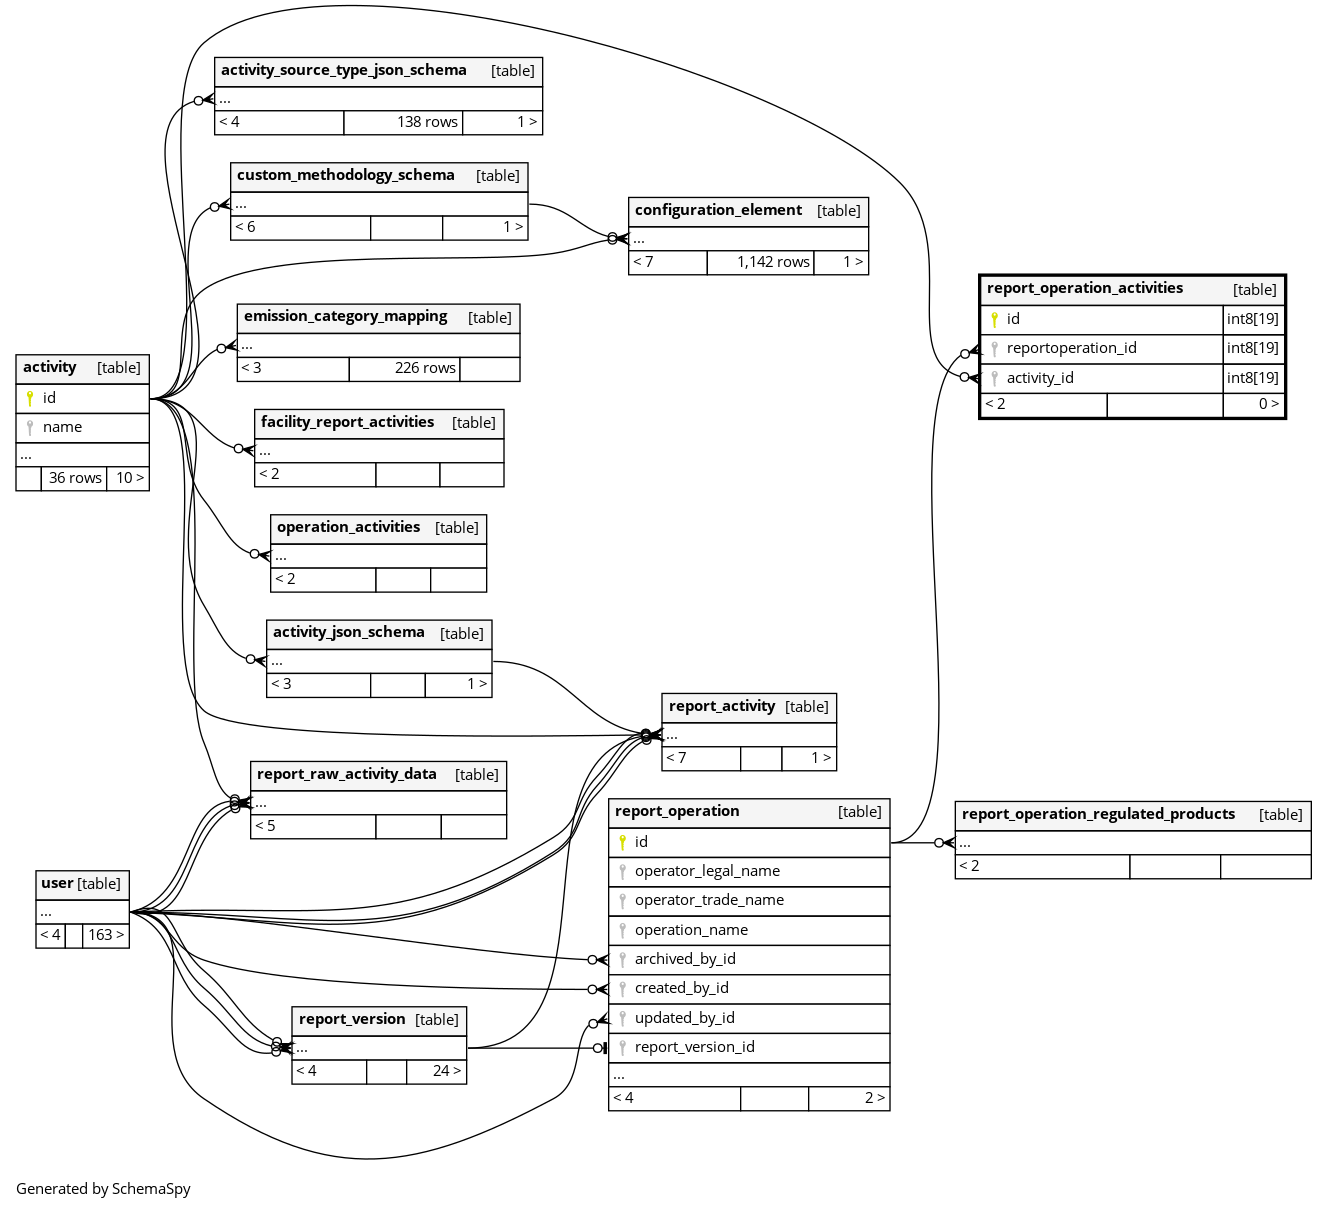 activity_source_type_json_schema [table]
...
< 4 138 rows 1 >
custom_methodology_schema [table]
...
< 6 1 >
configuration_element [table]
...
< 7 1,142 rows 1 >
report_operation_activities [table]
id int8[19]
reportoperation_id int8[19]
activity_id int8[19]
< 2 0 >
emission_category_mapping [table]
...
< 3 226 rows
activity [table]
id
name
...
36 rows 10 >
facility_report_activities [table]
...
< 2
operation_activities [table]
...
< 2
activity_json_schema [table]
...
< 3 1 >
report_activity [table]
...
< 7 1 >
report_raw_activity_data [table]
...
< 5
report_operation [table]
id
operator_legal_name
operator_trade_name
operation_name
archived_by_id
created_by_id
updated_by_id
report_version_id
...
< 4 2 >
report_operation_regulated_products [table]
...
< 2
user [table]
...
< 4 163 >
report_version [table]
...
< 4 24 >
Generated by SchemaSpy